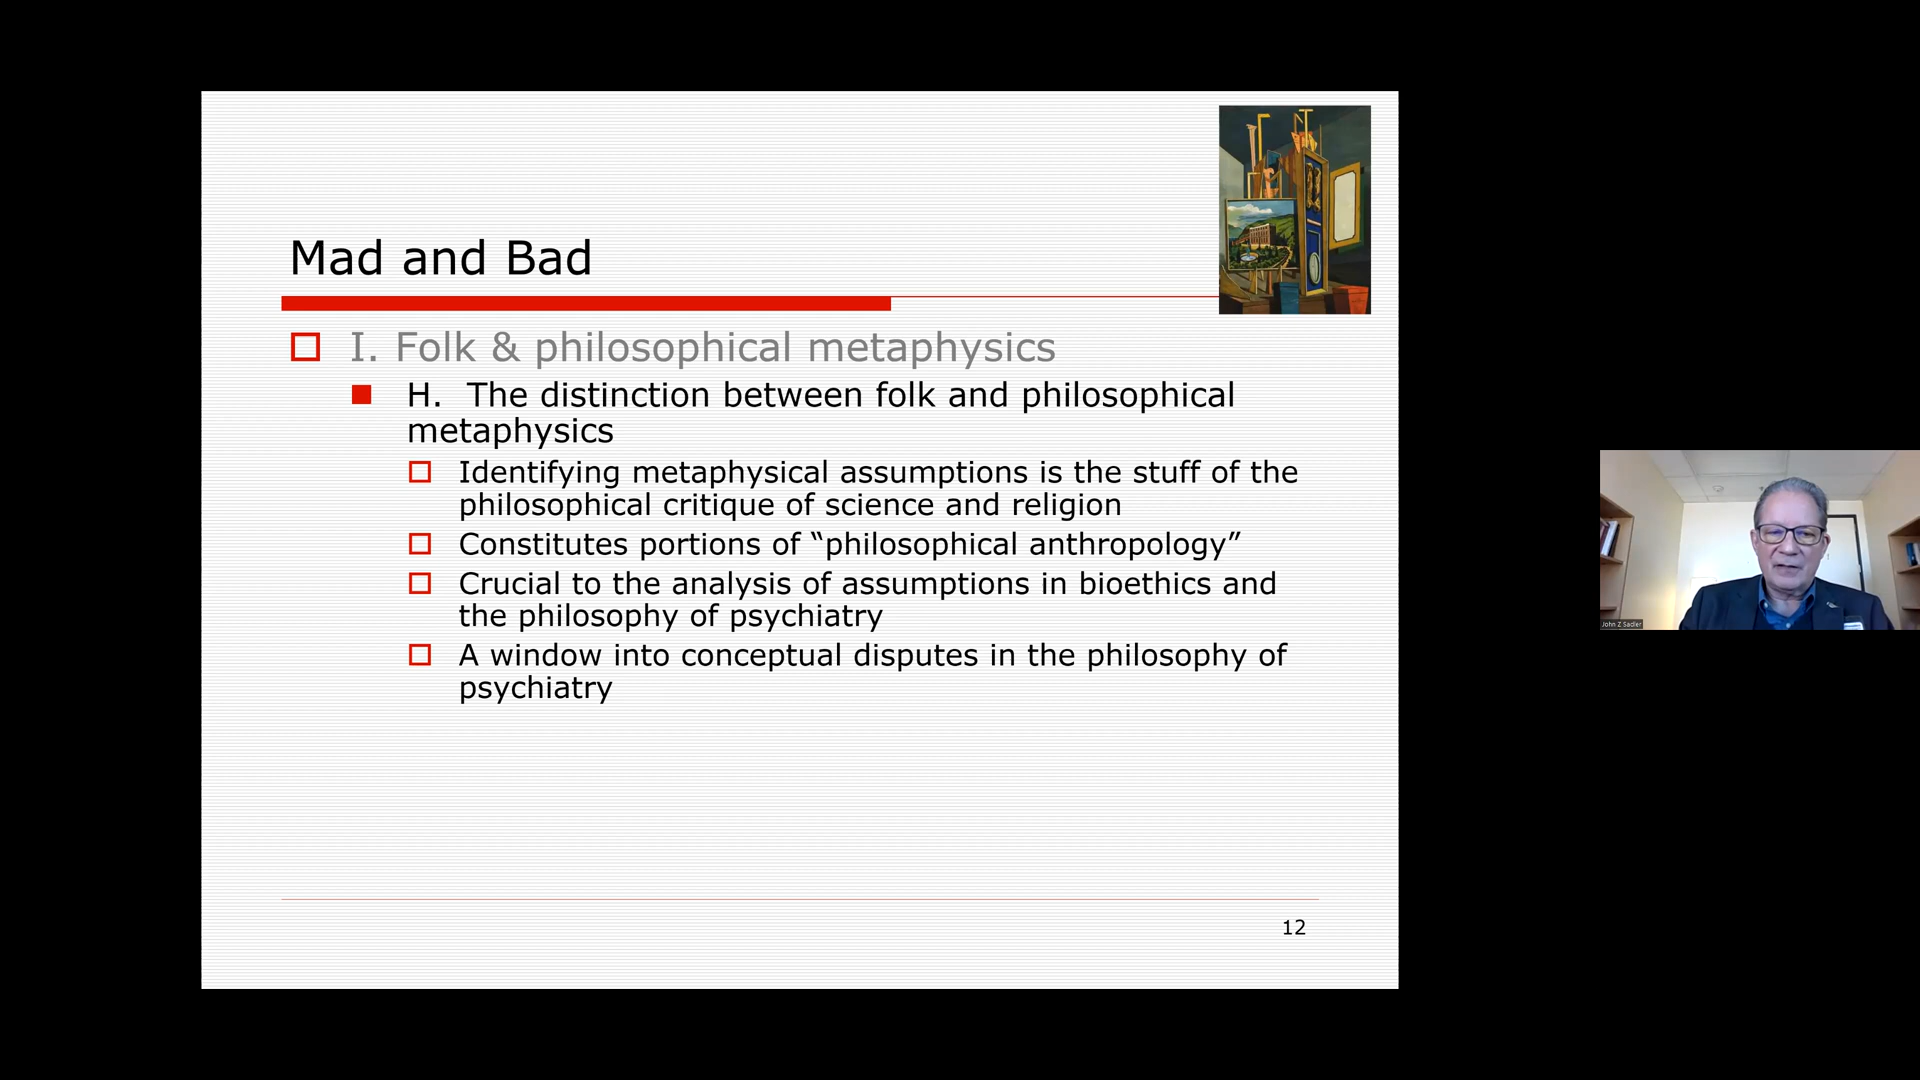 Mad and Bad
I. Folk & philosophical metaphysics
H. The distinction between folk and philosophical
metaphysics
Identifying metaphysical assumptions is the stuff of the
philosophical critique of science and religion
Constitutes portions of “philosophical anthropology”
Crucial to the analysis of assumptions in bioethics and
the philosophy of psychiatry
A window into conceptual disputes in the philosophy of
psychiatry
12
John Z Sadler